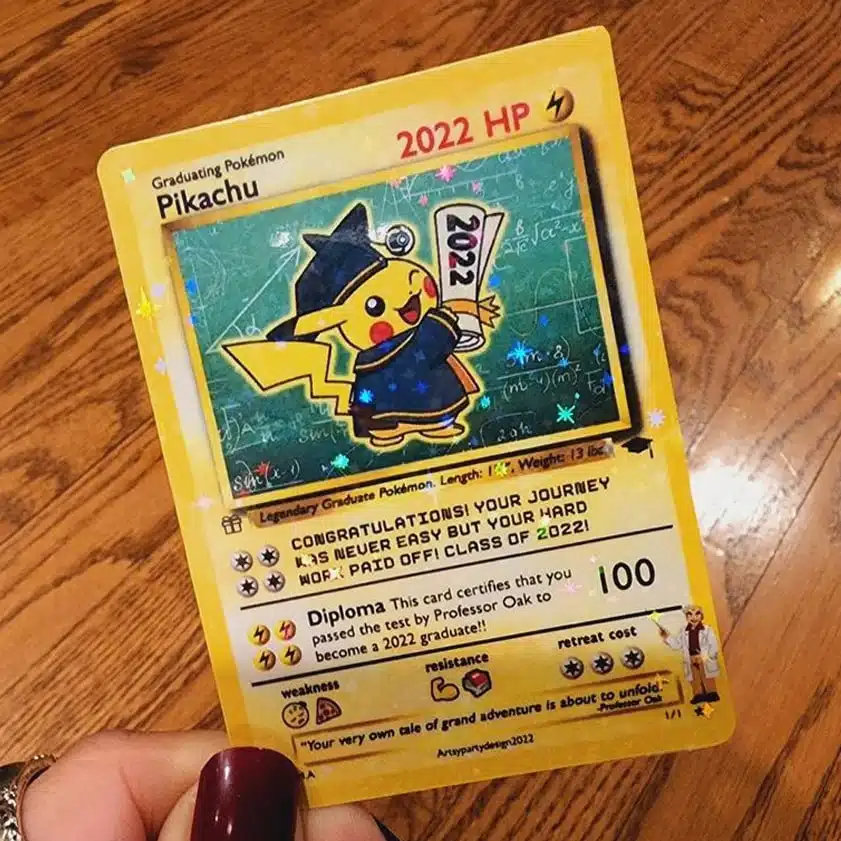 2022 HP
Graduating Pokémon
Pikachu
2022
Legendary Graduate Pokémon. Length: Weight: 13 lbs.
CONGRATULATIONS! YOUR JOURNEY
WAS NEVER EASY BUT YOUR HARD
WORK PAID OFF! CLASS OF 2022!
Diploma This card certifies that you
passed the test by Professor Oak to
become a 2022 graduate!!
100
weakness
resistance
retreat cost
"Your very own tale of grand adventure is about to unfold."
-Professor Oak
1/1
Artsypartydesign2022